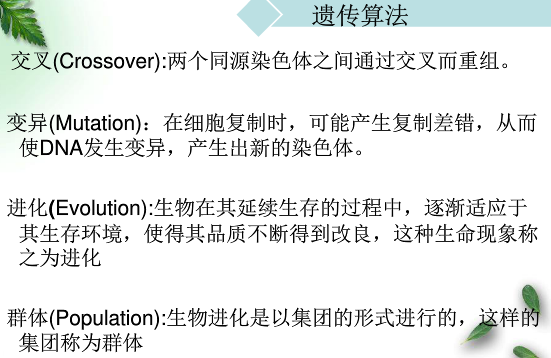 遗传算法
交叉(Crossover):两个同源染色体之间通过交叉而重组。
变异(Mutation)：在细胞复制时，可能产生复制差错，从而
使DNA发生变异，产生出新的染色体。
进化(Evolution):生物在其延续生存的过程中，逐渐适应于
其生存环境，使得其品质不断得到改良，这种生命现象称
之为进化
群体(Population):生物进化是以集团的形式进行的，这样的
集团称为群体